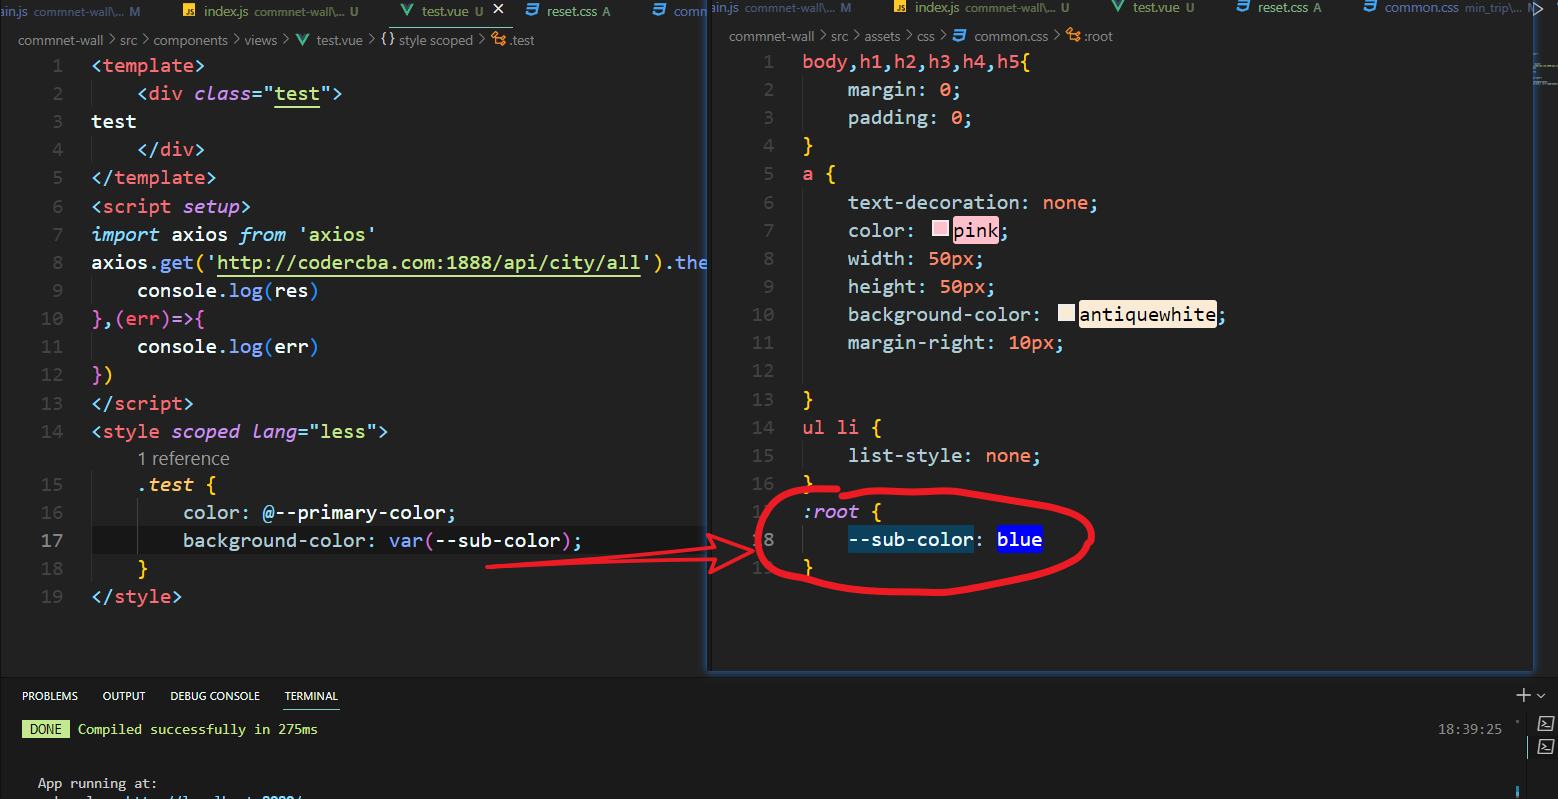 ain.js commnet-wall\... M index.js commnet-wall\... U test.vue U × reset.css A comm
commnet-wall > src > components > views > test.vue > {} style scoped > .test
1 <template>
2 <div class="test">
3 test
4 </div>
5 </template>
6 <script setup>
7 import axios from 'axios'
8 axios.get('http://codercba.com:1888/api/city/all').the
9 console.log(res)
10 },(err)=>{
11 console.log(err)
12 })
13 </script>
14 <style scoped lang="less">
1 reference
15 .test {
16 color: @--primary-color;
17 background-color: var(--sub-color);
18 }
19 </style>
ain.js commnet-wall\... M index.js commnet-wall\... U test.vue U reset.css A common.css min_trip\... M
commnet-wall > src > assets > css > common.css > :root
1 body,h1,h2,h3,h4,h5{
2 margin: 0;
3 padding: 0;
4 }
5 a {
6 text-decoration: none;
7 color: pink;
8 width: 50px;
9 height: 50px;
10 background-color: antiquewhite;
11 margin-right: 10px;
12
13 }
14 ul li {
15 list-style: none;
16 }
:root {
18 --sub-color: blue
}
PROBLEMS OUTPUT DEBUG CONSOLE TERMINAL
DONE Compiled successfully in 275ms 18:39:25
App running at: